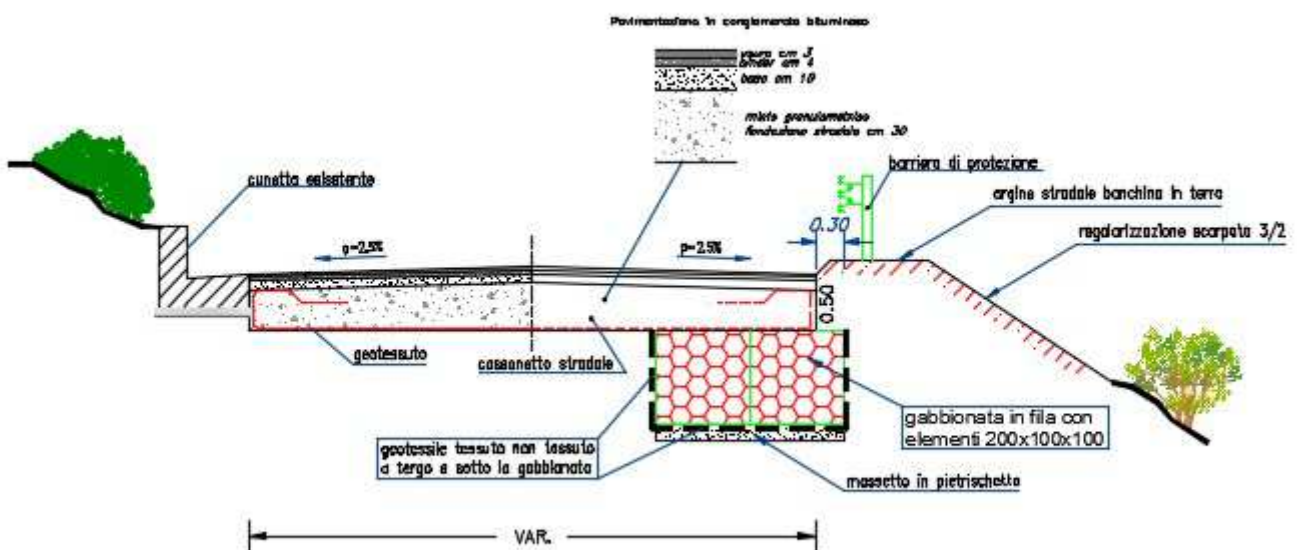 Pavimentazione in conglomerato bituminoso
usura cm 3
binder cm 4
base cm 10
misto granulometrico
fondazione stradale cm 30
barriera di protezione
cunetta esistente
argine stradale banchina in terra
0.30
regolarizzazione scarpata 3/2
p=2.5%
p=2.5%
0.50
geotessuto
cassonetto stradale
gabbionata in fila con
elementi 200x100x100
geotessile tessuto non tessuto
a tergo e sotto la gabbionata
massetto in pietrischetto
VAR.